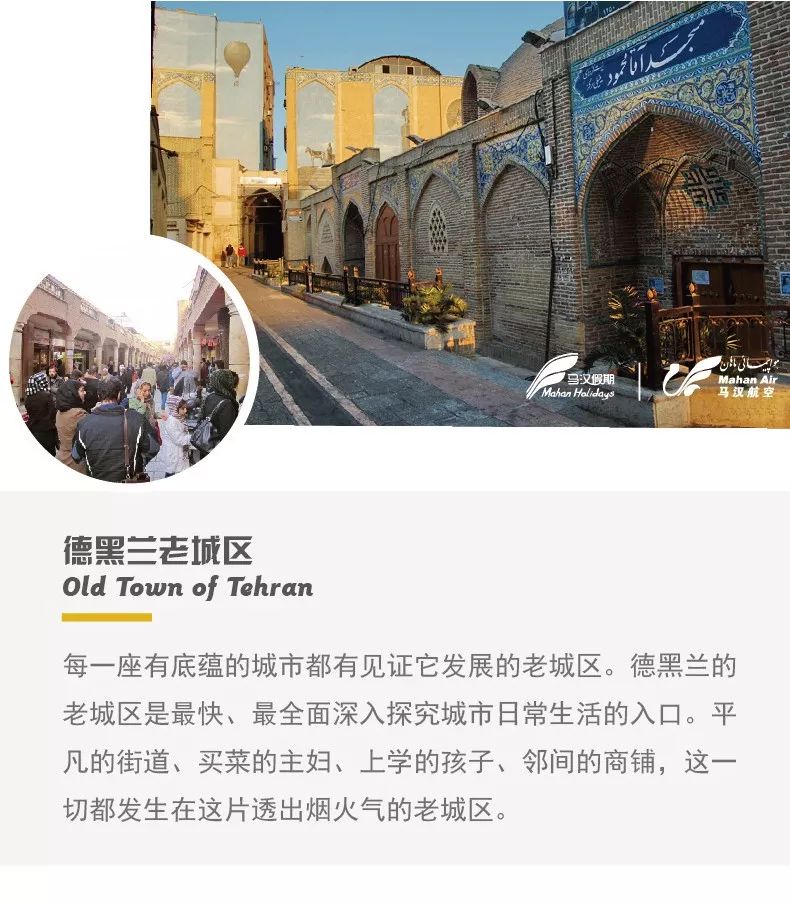 مسجد آقا محمود
马汉假期
Mahan Holidays
هواپیمائی ماهان
Mahan Air
马汉航空
德黑兰老城区
Old Town of Tehran
每一座有底蕴的城市都有见证它发展的老城区。德黑兰的
老城区是最快、最全面深入探究城市日常生活的入口。平
凡的街道、买菜的主妇、上学的孩子、邻间的商铺，这一
切都发生在这片透出烟火气的老城区。